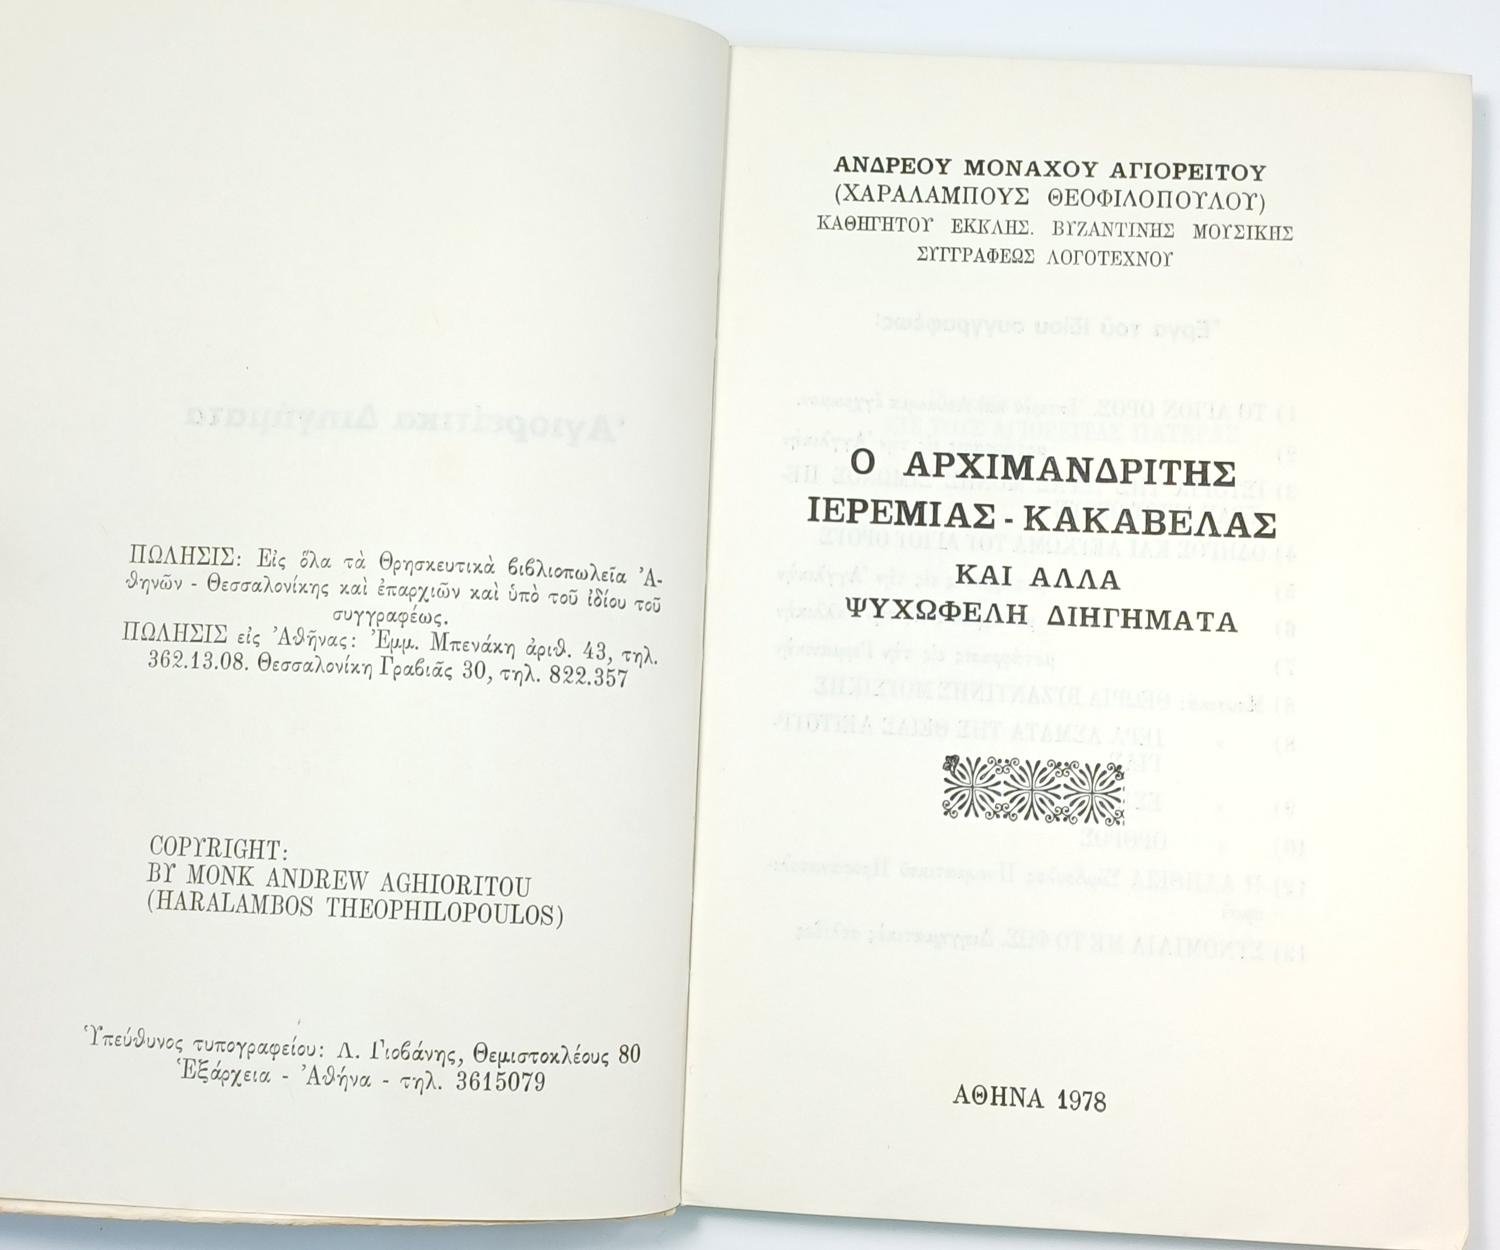 ΠΩΛΗΣΙΣ: Εἰς ὅλα τὰ Θρησκευτικὰ βιβλιοπωλεῖα Ἀ-
θηνῶν - Θεσσαλονίκης καὶ ἐπαρχιῶν καὶ ὑπὸ τοῦ ἰδίου τοῦ
συγγραφέως.
ΠΩΛΗΣΙΣ εἰς Ἀθῆνας: Ἐμμ. Μπενάκη ἀριθ. 43, τηλ.
362.13.08. Θεσσαλονίκη Γραβιᾶς 30, τηλ. 822.357
COPYRIGHT:
BY MONK ANDREW AGHIORITOU
(HARALAMBOS THEOPHILOPOULOS)
Ὑπεύθυνος τυπογραφείου: Λ. Γιοβάνης, Θεμιστοκλέους 80
Ἐξάρχεια - Ἀθήνα - τηλ. 3615079
ΑΝΔΡΕΟΥ ΜΟΝΑΧΟΥ ΑΓΙΟΡΕΙΤΟΥ
(ΧΑΡΑΛΑΜΠΟΥΣ ΘΕΟΦΙΛΟΠΟΥΛΟΥ)
ΚΑΘΗΓΗΤΟΥ ΕΚΚΛΗΣ. ΒΥΖΑΝΤΙΝΗΣ ΜΟΥΣΙΚΗΣ
ΣΥΓΓΡΑΦΕΩΣ ΛΟΓΟΤΕΧΝΟΥ
Ο ΑΡΧΙΜΑΝΔΡΙΤΗΣ
ΙΕΡΕΜΙΑΣ - ΚΑΚΑΒΕΛΑΣ
ΚΑΙ ΑΛΛΑ
ΨΥΧΩΦΕΛΗ ΔΙΗΓΗΜΑΤΑ
ΑΘΗΝΑ 1978